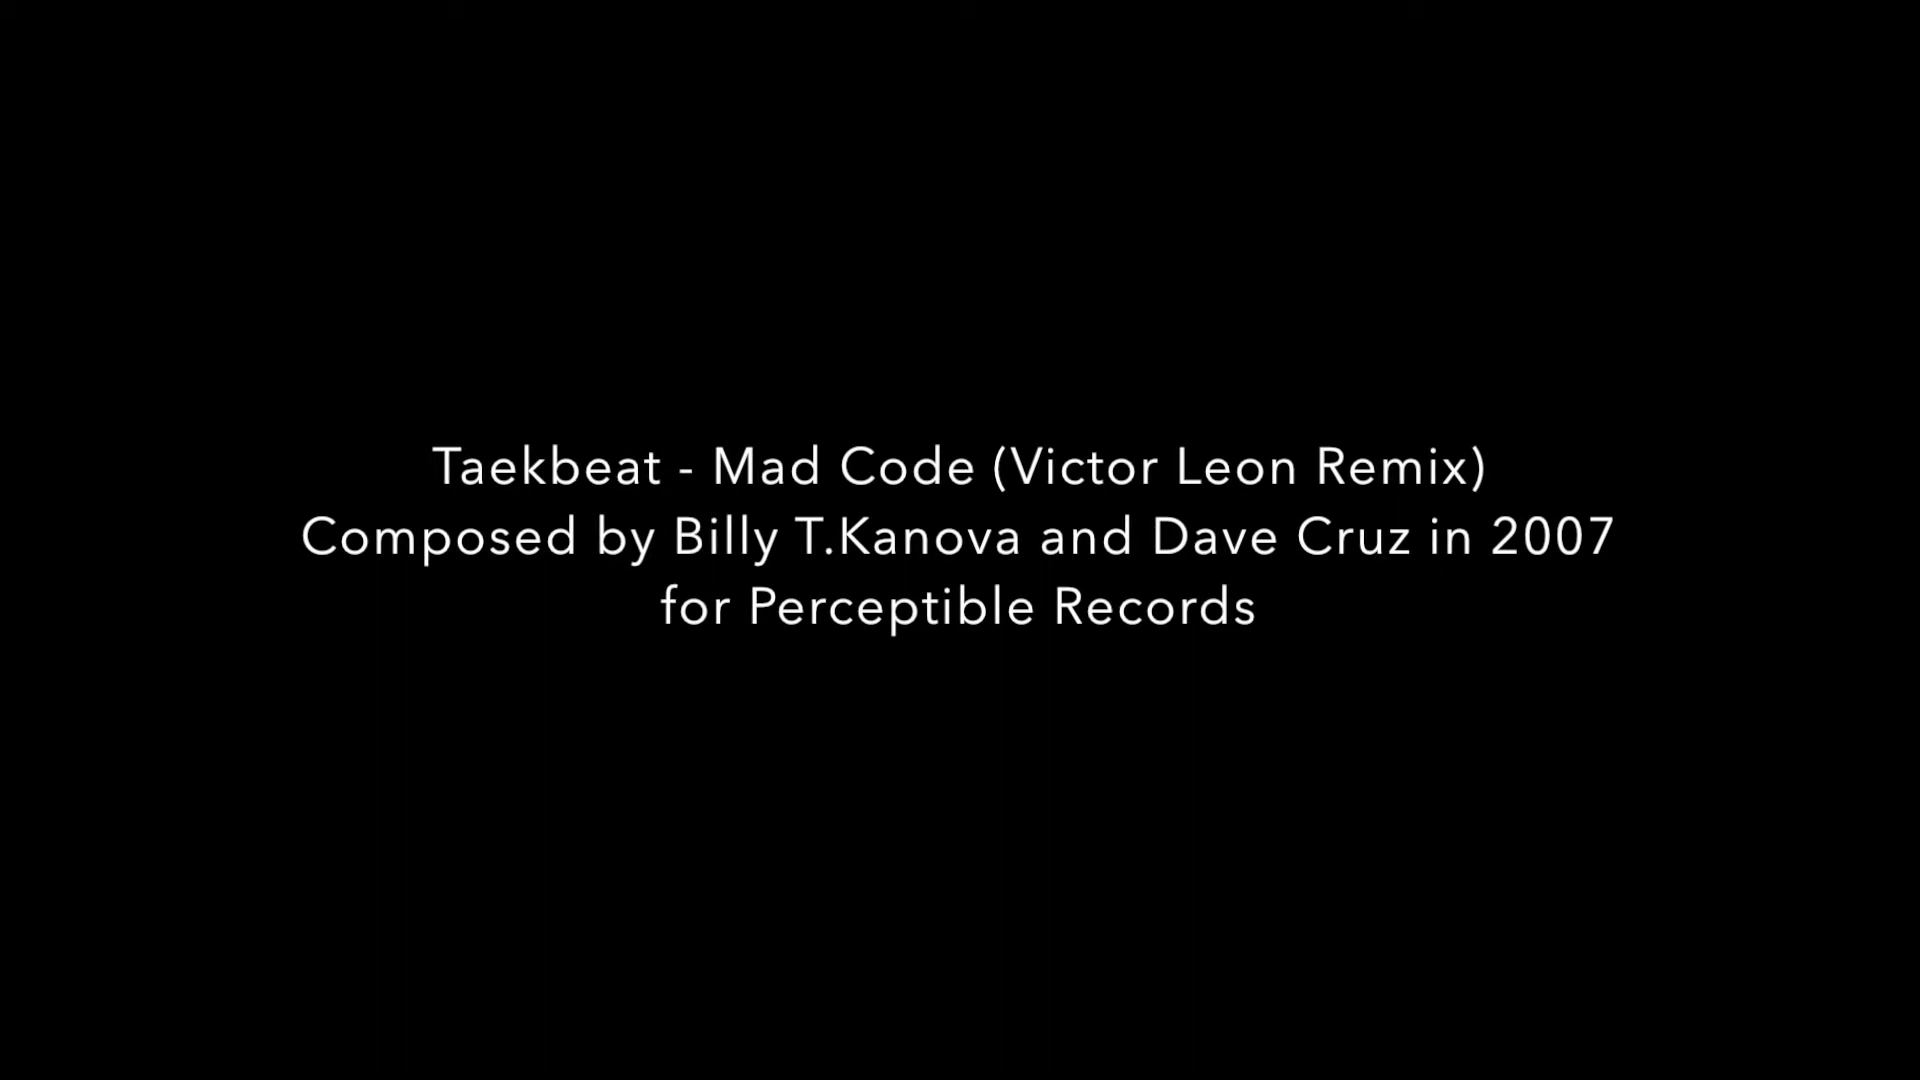 Taekbeat - Mad Code (Victor Leon Remix)
Composed by Billy T.Kanova and Dave Cruz in 2007
for Perceptible Records